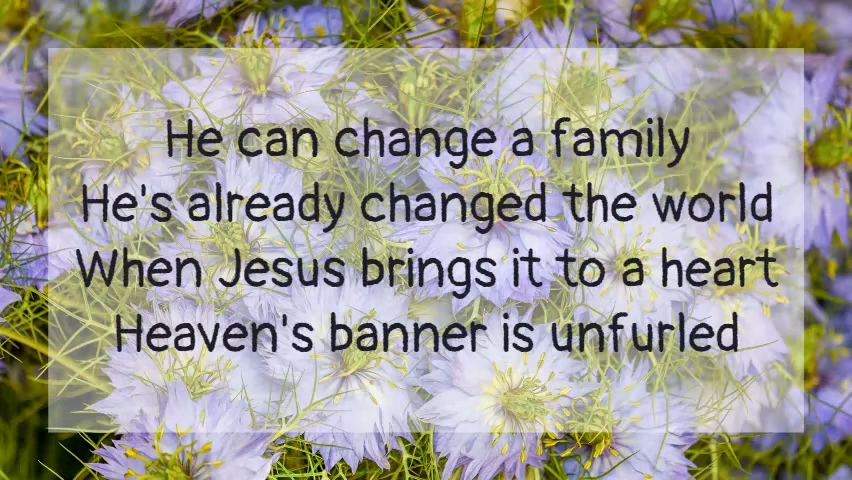 He can change a family
He's already changed the world
When Jesus brings it to a heart
Heaven's banner is unfurled